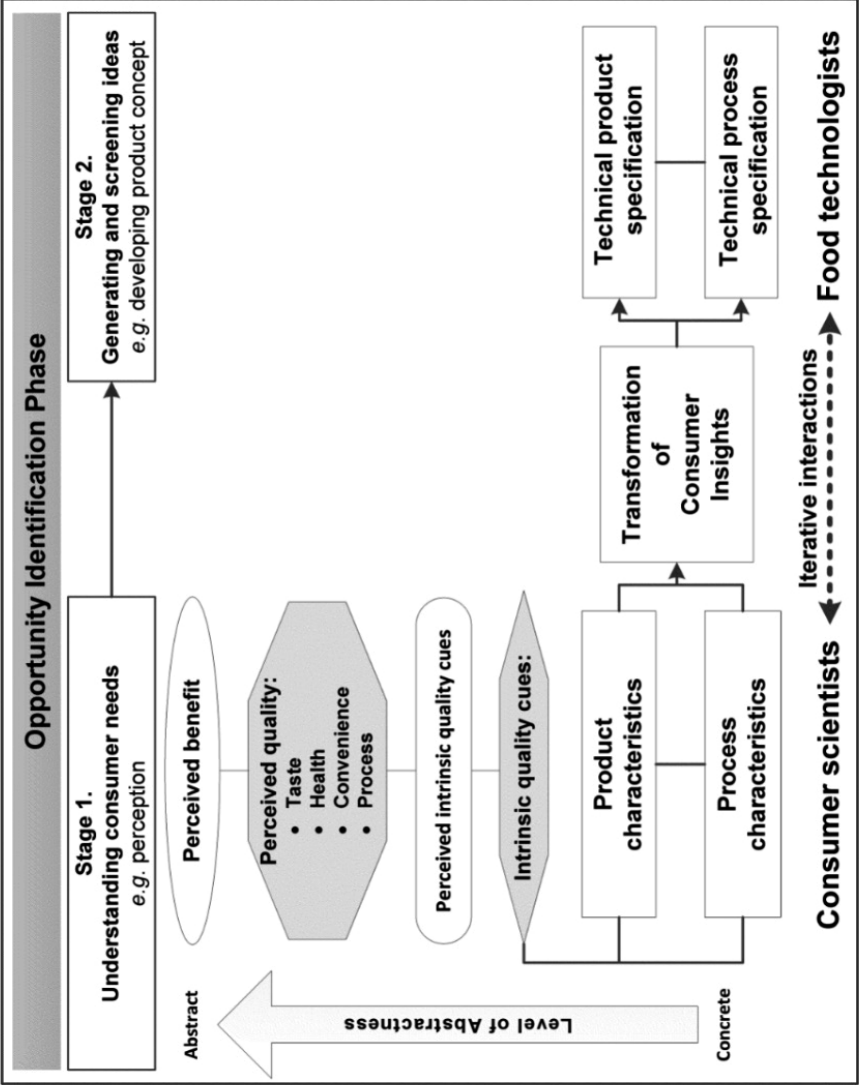 Opportunity Identification Phase
Stage 1.
Understanding consumer needs
e.g. perception
Stage 2.
Generating and screening ideas
e.g. developing product concept
Abstract
Level of Abstractness
Concrete
Perceived benefit
Perceived quality:
• Taste
• Health
• Convenience
• Process
Perceived intrinsic quality cues
Intrinsic quality cues:
Product
characteristics
Process
characteristics
Transformation
of
Consumer
Insights
Technical product
specification
Technical process
specification
Consumer scientists
Iterative interactions
Food technologists